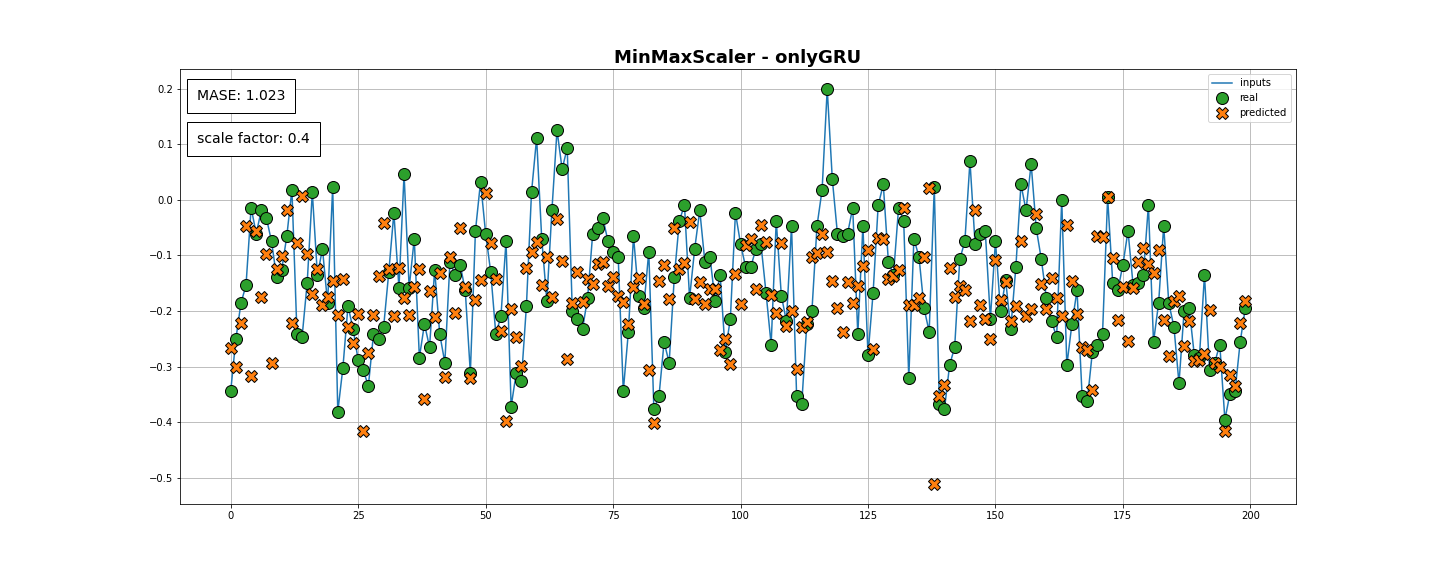 MinMaxScaler - onlyGRU
MASE: 1.023
scale factor: 0.4
inputs
real
predicted
0.2
0.1
0.0
−0.1
−0.2
−0.3
−0.4
−0.5
0 25 50 75 100 125 150 175 200